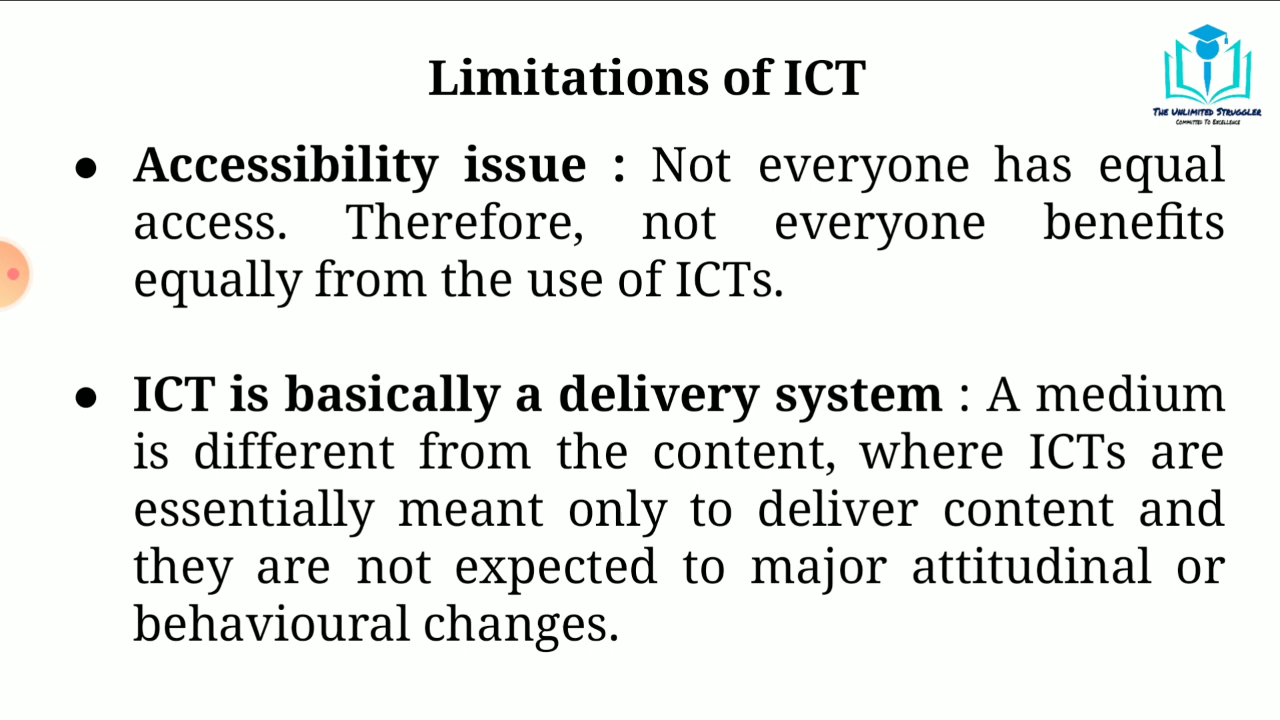 Limitations of ICT
THE UNLIMITED STRUGGLER
COMMITTED TO EXCELLENCE
● Accessibility issue : Not everyone has equal
access. Therefore, not everyone benefits
equally from the use of ICTs.
● ICT is basically a delivery system : A medium
is different from the content, where ICTs are
essentially meant only to deliver content and
they are not expected to major attitudinal or
behavioural changes.